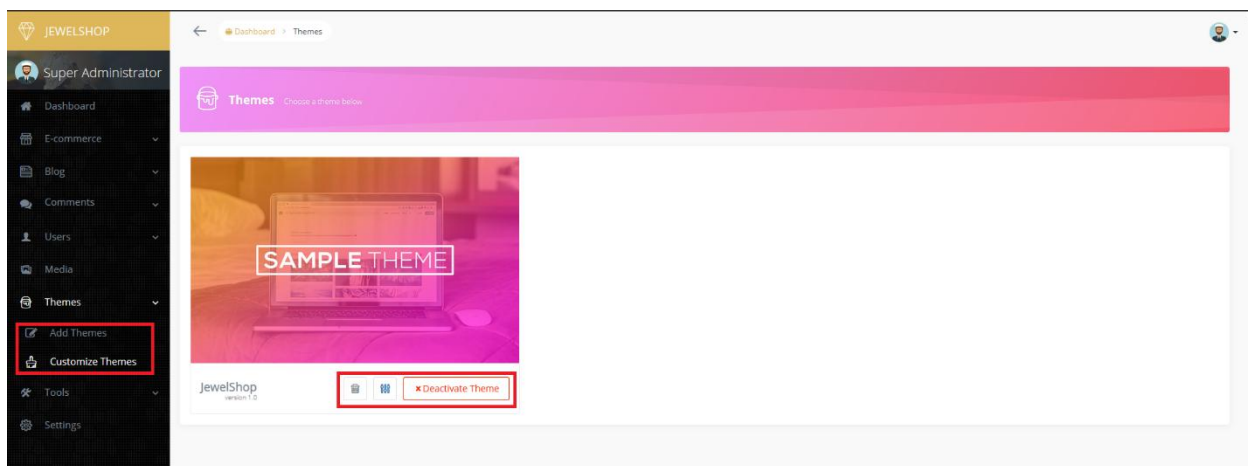 JEWELSHOP
Dashboard > Themes
Super Administrator
Dashboard
E-commerce
Blog
Comments
Users
Media
Themes
Add Themes
Customize Themes
Tools
Settings
Themes Choose a theme below
SAMPLE THEME
JewelShop
version 1.0
×Deactivate Theme